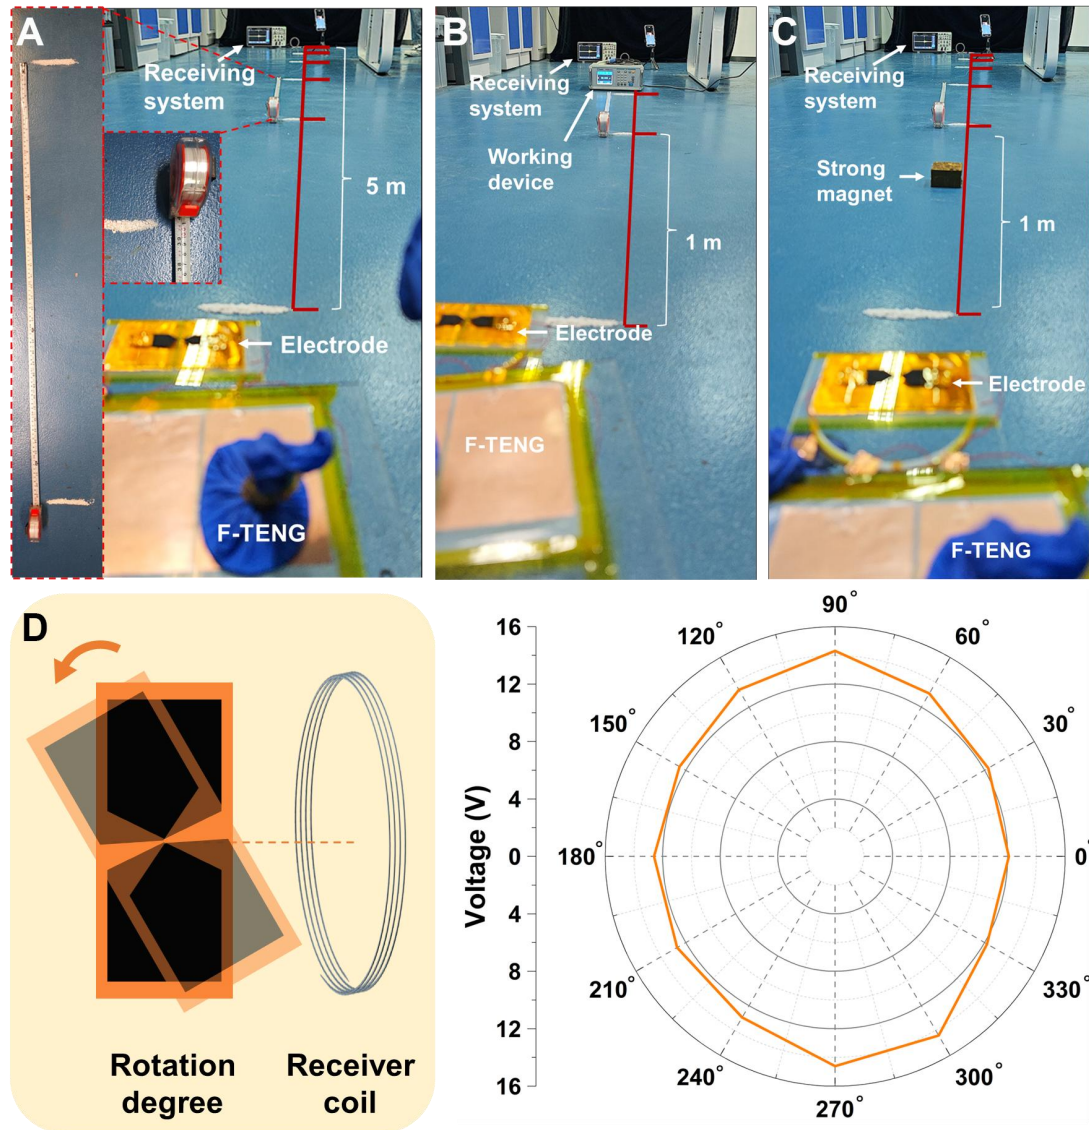 A
Receiving
system
5 m
Electrode
F-TENG
B
Receiving
system
Working
device
1 m
Electrode
F-TENG
C
Receiving
system
Strong
magnet
1 m
Electrode
F-TENG
D
Rotation
degree
Receiver
coil
Voltage (V)
16
12
8
4
0
4
8
12
16
90°
60°
30°
0°
330°
300°
270°
240°
210°
180°
150°
120°